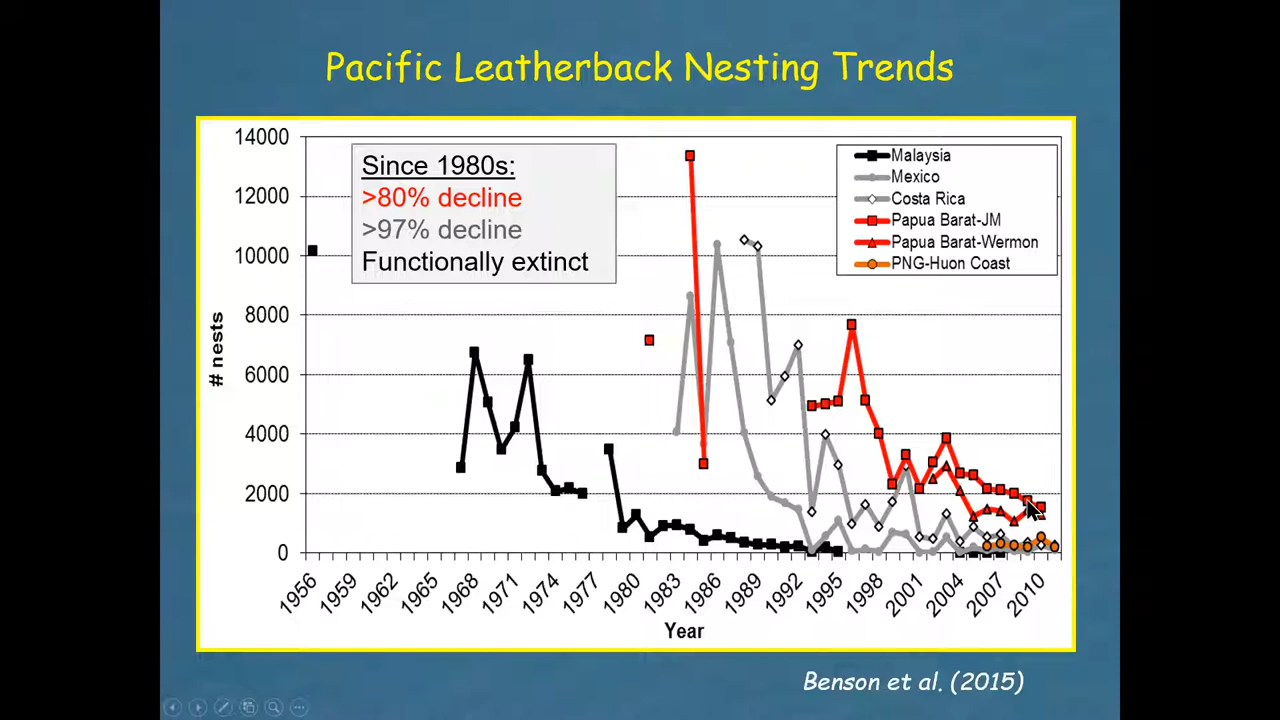 Pacific Leatherback Nesting Trends
14000
12000
10000
8000
6000
4000
2000
0
# nests
Since 1980s:
>80% decline
>97% decline
Functionally extinct
Malaysia
Mexico
Costa Rica
Papua Barat-JM
Papua Barat-Wermon
PNG-Huon Coast
1956 1959 1962 1965 1968 1971 1974 1977 1980 1983 1986 1989 1992 1995 1998 2001 2004 2007 2010
Year
Benson et al. (2015)